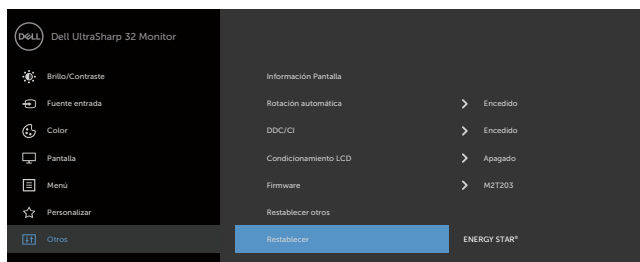 DELL Dell UltraSharp 32 Monitor
Brillo/Contraste Información Pantalla
Fuente entrada Rotación automática Encedido
Color DDC/CI Encedido
Pantalla Condicionamiento LCD Apagado
Menú Firmware M2T203
Personalizar Restablecer otros
Otros Restablecer ENERGY STAR®